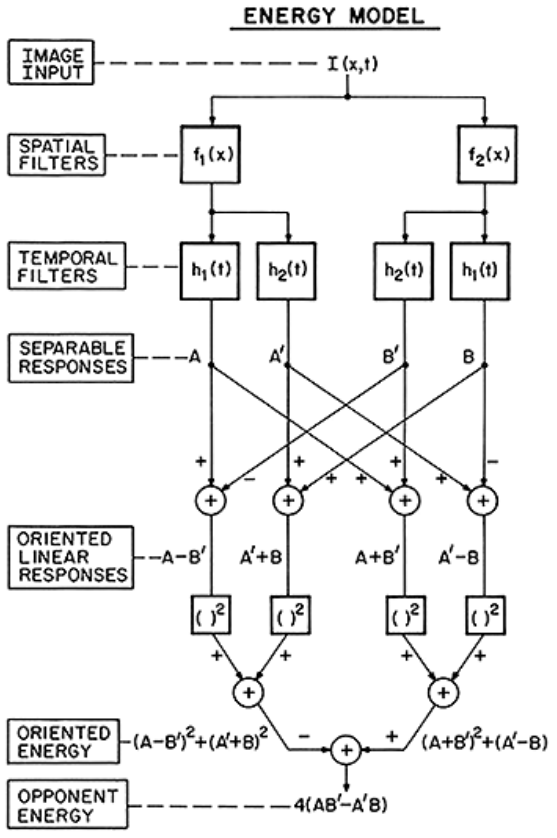 ENERGY MODEL
IMAGE INPUT I(x,t)
SPATIAL FILTERS f₁(x) f₂(x)
TEMPORAL FILTERS h₁(t) h₂(t) h₂(t) h₁(t)
SEPARABLE RESPONSES A A′ B′ B
+ − + + + + + −
+ + + +
ORIENTED LINEAR RESPONSES A−B′ A′+B A+B′ A′−B
( )² ( )² ( )² ( )²
+ + + +
+ +
ORIENTED ENERGY (A−B′)²+(A′+B)² − + (A+B′)²+(A′−B)
+
OPPONENT ENERGY 4(AB′−A′B)